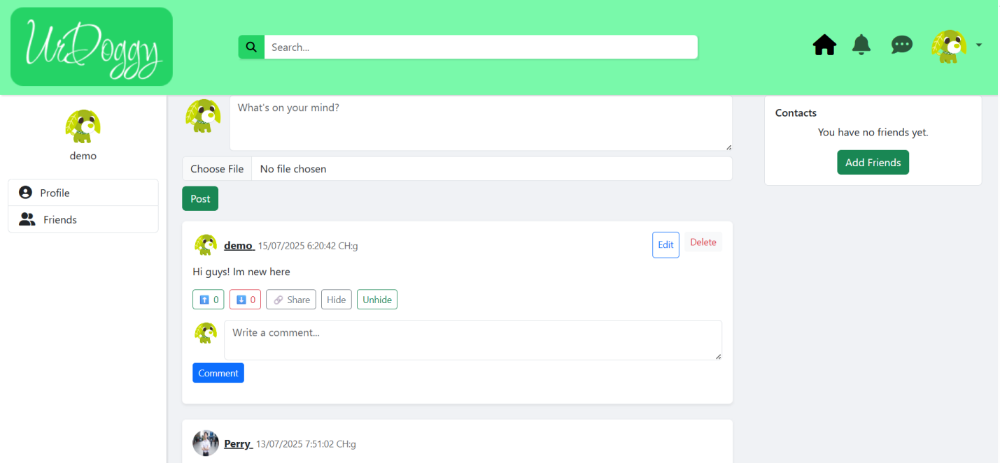 UrDoggy
Search...
demo
Profile
Friends
What's on your mind?
Choose File No file chosen
Post
demo 15/07/2025 6:20:42 CH:g
Edit
Delete
Hi guys! Im new here
0
0
Share
Hide
Unhide
Write a comment...
Comment
Perry 13/07/2025 7:51:02 CH:g
Contacts
You have no friends yet.
Add Friends